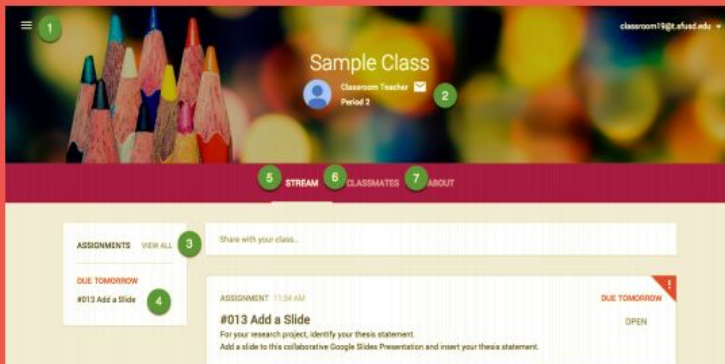 1
classroom19@t.sfusd.edu
Sample Class
Classroom Teacher
2
Period 2
5 STREAM 6 CLASSMATES 7 ABOUT
ASSIGNMENTS VIEW ALL 3
Share with your class...
DUE TOMORROW
#013 Add a Slide 4
ASSIGNMENT 11:34 AM
DUE TOMORROW
!
#013 Add a Slide
OPEN
For your research project, identify your thesis statement.
Add a slide to this collaborative Google Slides Presentation and insert your thesis statement.